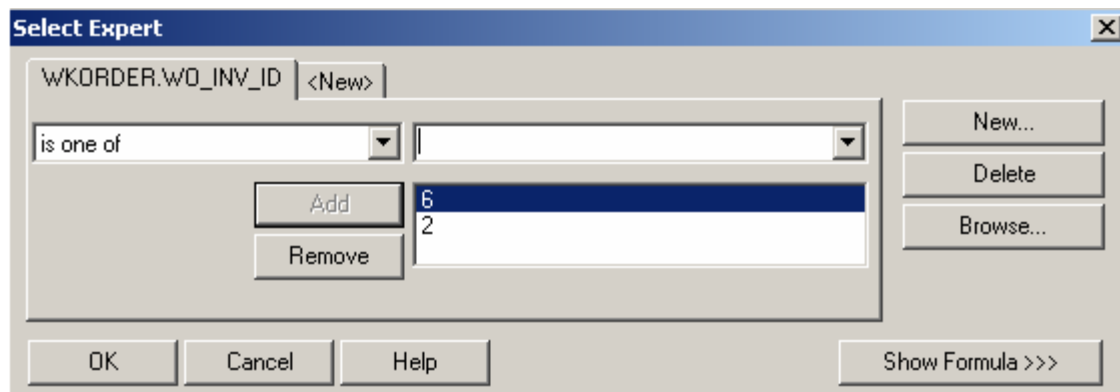 Select Expert
WKORDER.WO_INV_ID
<New>
is one of
New...
Delete
Browse...
Add
Remove
6
2
OK
Cancel
Help
Show Formula >>>